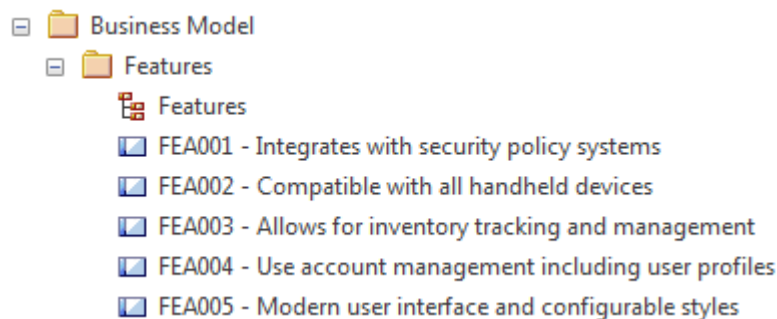 Business Model
Features
Features
FEA001 - Integrates with security policy systems
FEA002 - Compatible with all handheld devices
FEA003 - Allows for inventory tracking and management
FEA004 - Use account management including user profiles
FEA005 - Modern user interface and configurable styles